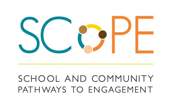 SCOPE
SCHOOL AND COMMUNITY
PATHWAYS TO ENGAGEMENT